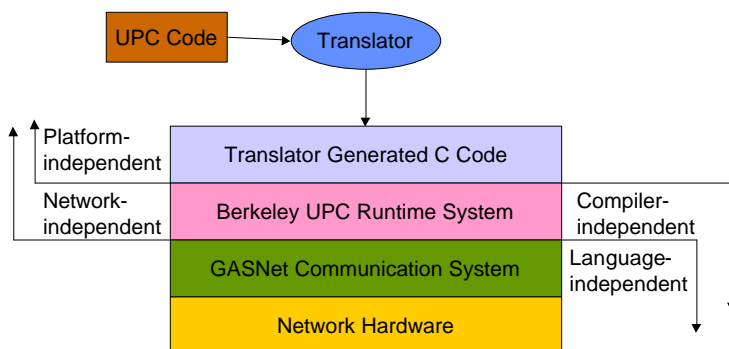 UPC Code
Translator
Platform-
independent
Translator Generated C Code
Network-
independent
Berkeley UPC Runtime System
Compiler-
independent
GASNet Communication System
Language-
independent
Network Hardware